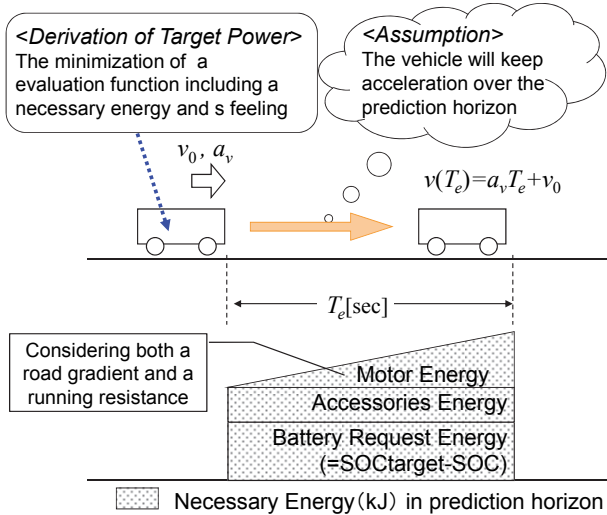 <Derivation of Target Power>
The minimization of a
evaluation function including a
necessary energy and s feeling
<Assumption>
The vehicle will keep
acceleration over the
prediction horizon
v0, av
v(Te)=avTe+v0
Te[sec]
Considering both a
road gradient and a
running resistance
Motor Energy
Accessories Energy
Battery Request Energy
(=SOCtarget-SOC)
Necessary Energy(kJ) in prediction horizon